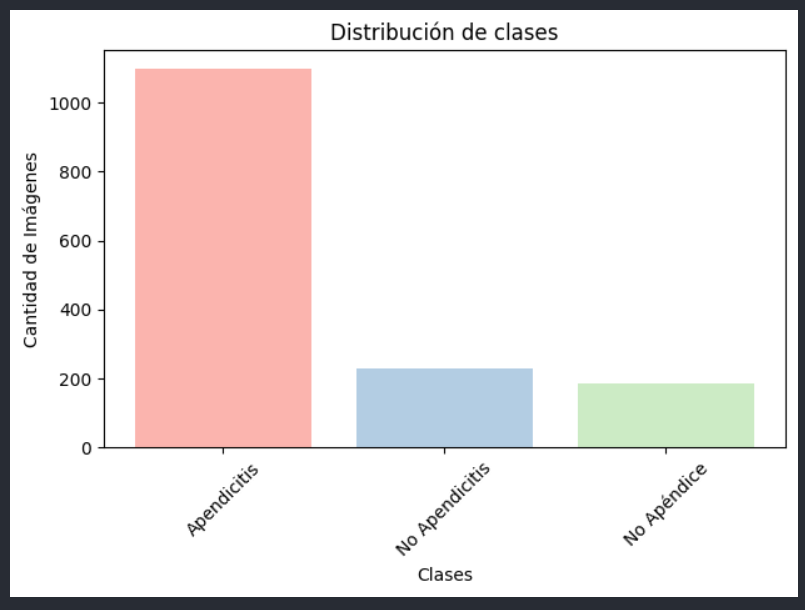 Distribución de clases
Cantidad de Imágenes
1000
800
600
400
200
0
Apendicitis
No Apendicitis
No Apéndice
Clases